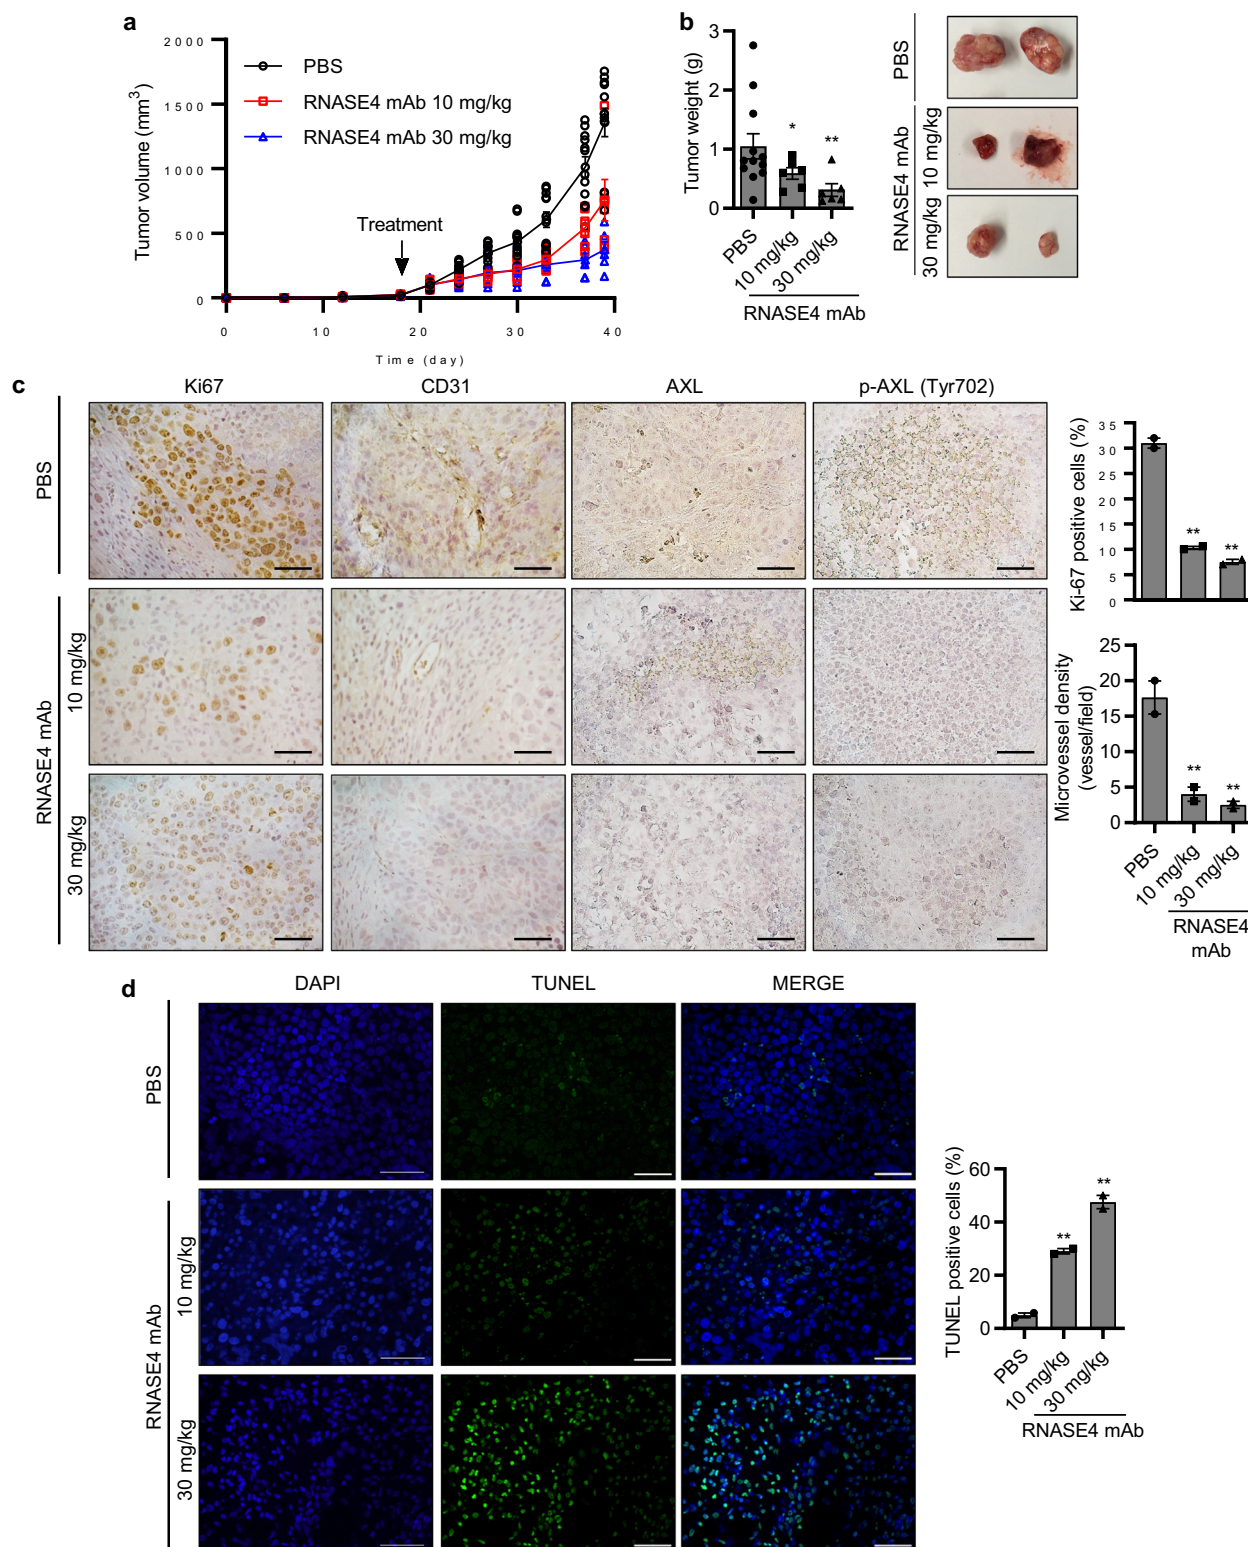 a
2000
1500
1000
500
0
Tumor volume (mm3)
PBS
RNASE4 mAb 10 mg/kg
RNASE4 mAb 30 mg/kg
Treatment
0 10 20 30 40
Time (day)
b
3
2
1
0
Tumor weight (g)
*
**
PBS
10 mg/kg
30 mg/kg
RNASE4 mAb
PBS
10 mg/kg
30 mg/kg
RNASE4 mAb
c
Ki67 CD31 AXL p-AXL (Tyr702)
PBS
10 mg/kg
30 mg/kg
RNASE4 mAb
Ki-67 positive cells (%)
35
30
25
20
15
10
5
0
**
**
Microvessel density
(vessel/field)
25
20
15
10
5
0
**
**
PBS
10 mg/kg
30 mg/kg
RNASE4
mAb
d
DAPI TUNEL MERGE
PBS
10 mg/kg
30 mg/kg
RNASE4 mAb
TUNEL positive cells (%)
60
40
20
0
**
**
PBS
10 mg/kg
30 mg/kg
RNASE4 mAb